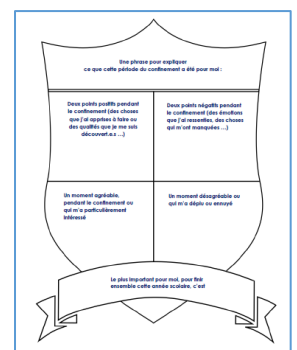 Une phrase pour expliquer
ce que cette période du confinement a été pour moi :
Deux points positifs pendant
le confinement (des choses
que j'ai apprises à faire ou
des qualités que je me suis
découvert.e.s …)
Deux points négatifs pendant
le confinement (des émotions
que j'ai ressenties, des choses
qui m'ont manquées …)
Un moment agréable,
pendant le confinement ou
qui m'a particulièrement
intéressé
Un moment désagréable ou
qui m'a déplu ou ennuyé
Le plus important pour moi, pour finir
ensemble cette année scolaire, c'est